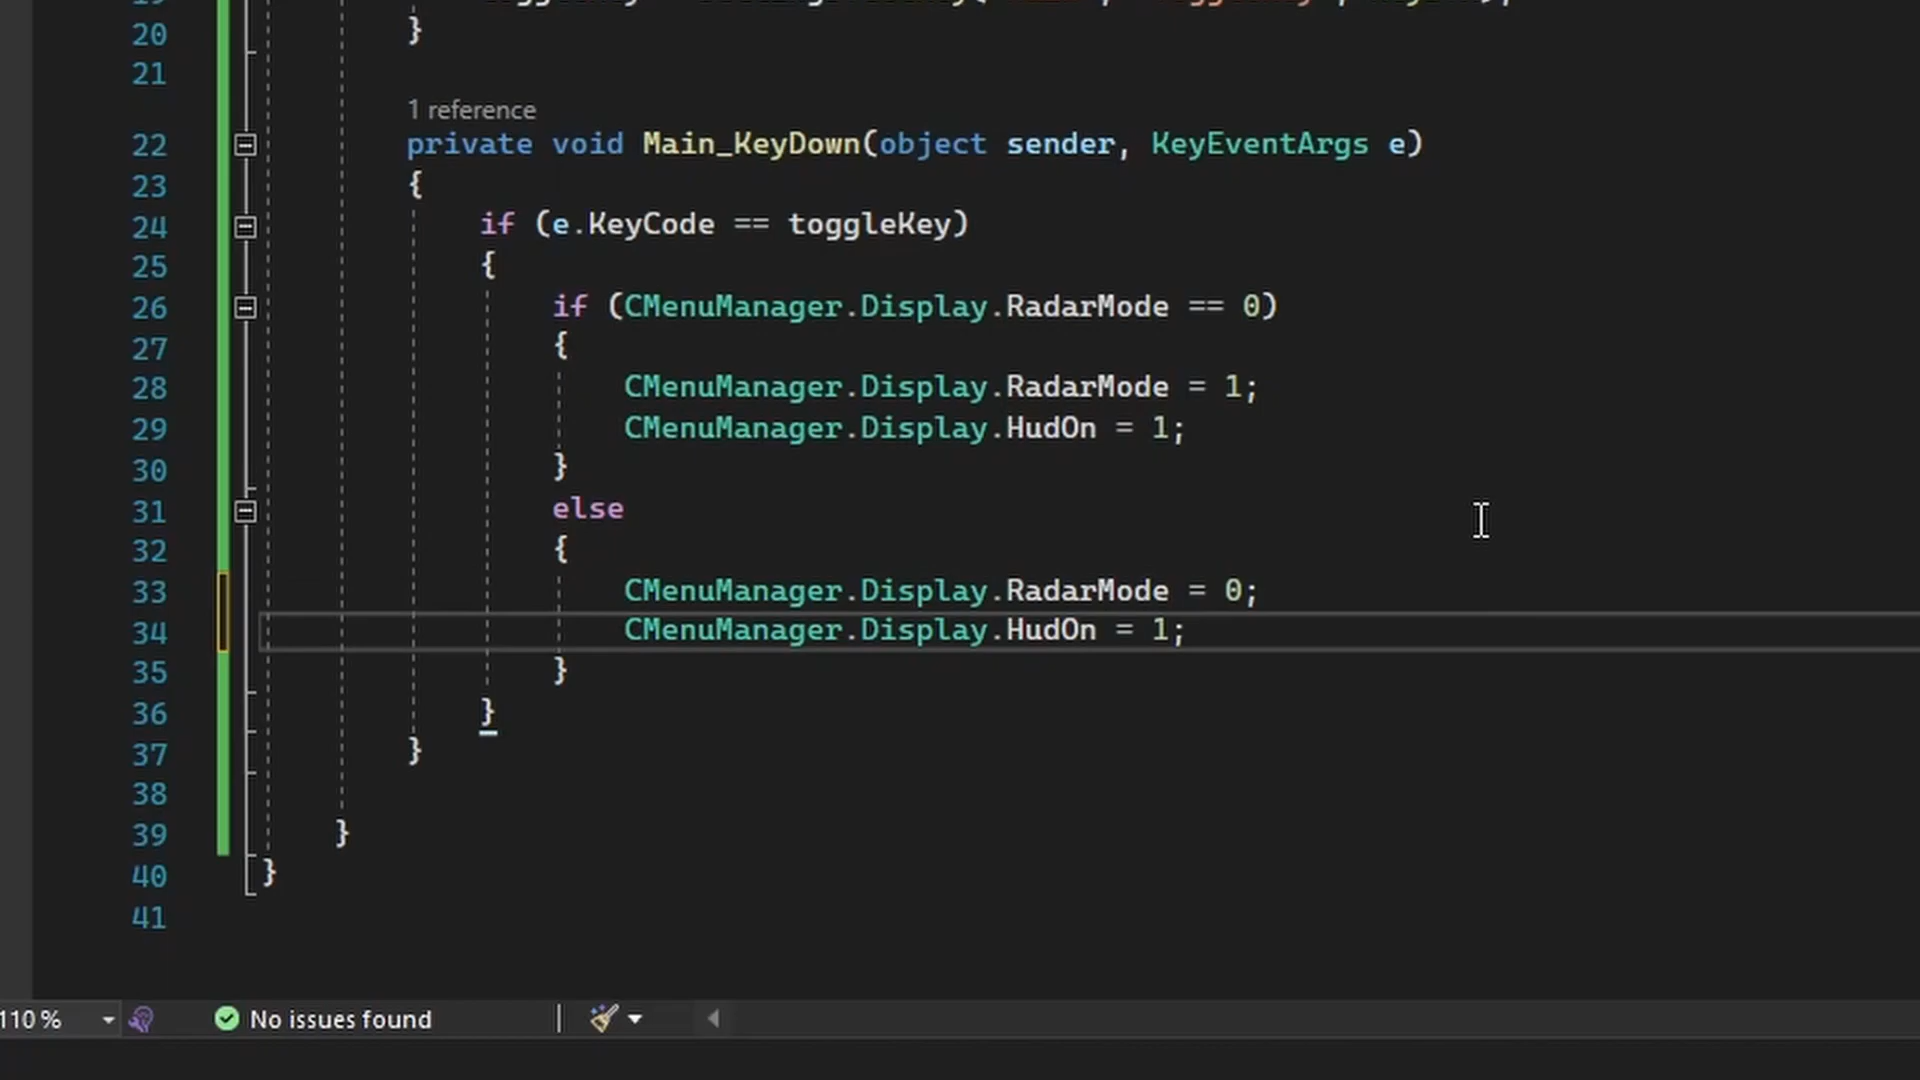 20 }
21
1 reference
22 private void Main_KeyDown(object sender, KeyEventArgs e)
23 {
24 if (e.KeyCode == toggleKey)
25 {
26 if (CMenuManager.Display.RadarMode == 0)
27 {
28 CMenuManager.Display.RadarMode = 1;
29 CMenuManager.Display.HudOn = 1;
30 }
31 else
32 {
33 CMenuManager.Display.RadarMode = 0;
34 CMenuManager.Display.HudOn = 1;
35 }
36 }
37 }
38
39 }
40 }
41
110 % No issues found